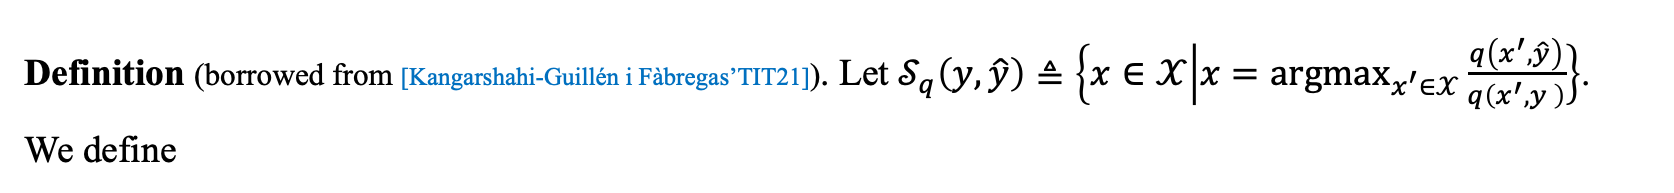 Definition (borrowed from [Kangarshahi-Guillén i Fàbregas’TIT21]). Let 𝒮_q(y, ŷ) ≜ {x ∈ 𝒳|x = argmax_{x′∈𝒳} q(x′,ŷ)/q(x′,y )}.
We define